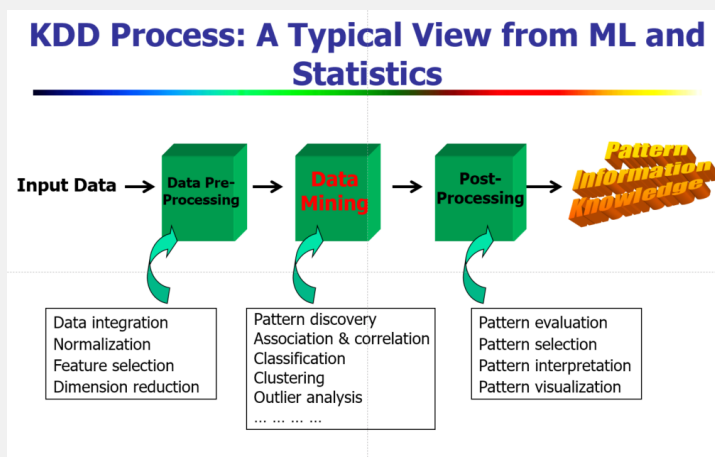 KDD Process: A Typical View from ML and
Statistics
Input Data
Data Pre-
Processing
Data
Mining
Post-
Processing
Pattern
Information
Knowledge
Data integration
Normalization
Feature selection
Dimension reduction
Pattern discovery
Association & correlation
Classification
Clustering
Outlier analysis
… … … …
Pattern evaluation
Pattern selection
Pattern interpretation
Pattern visualization